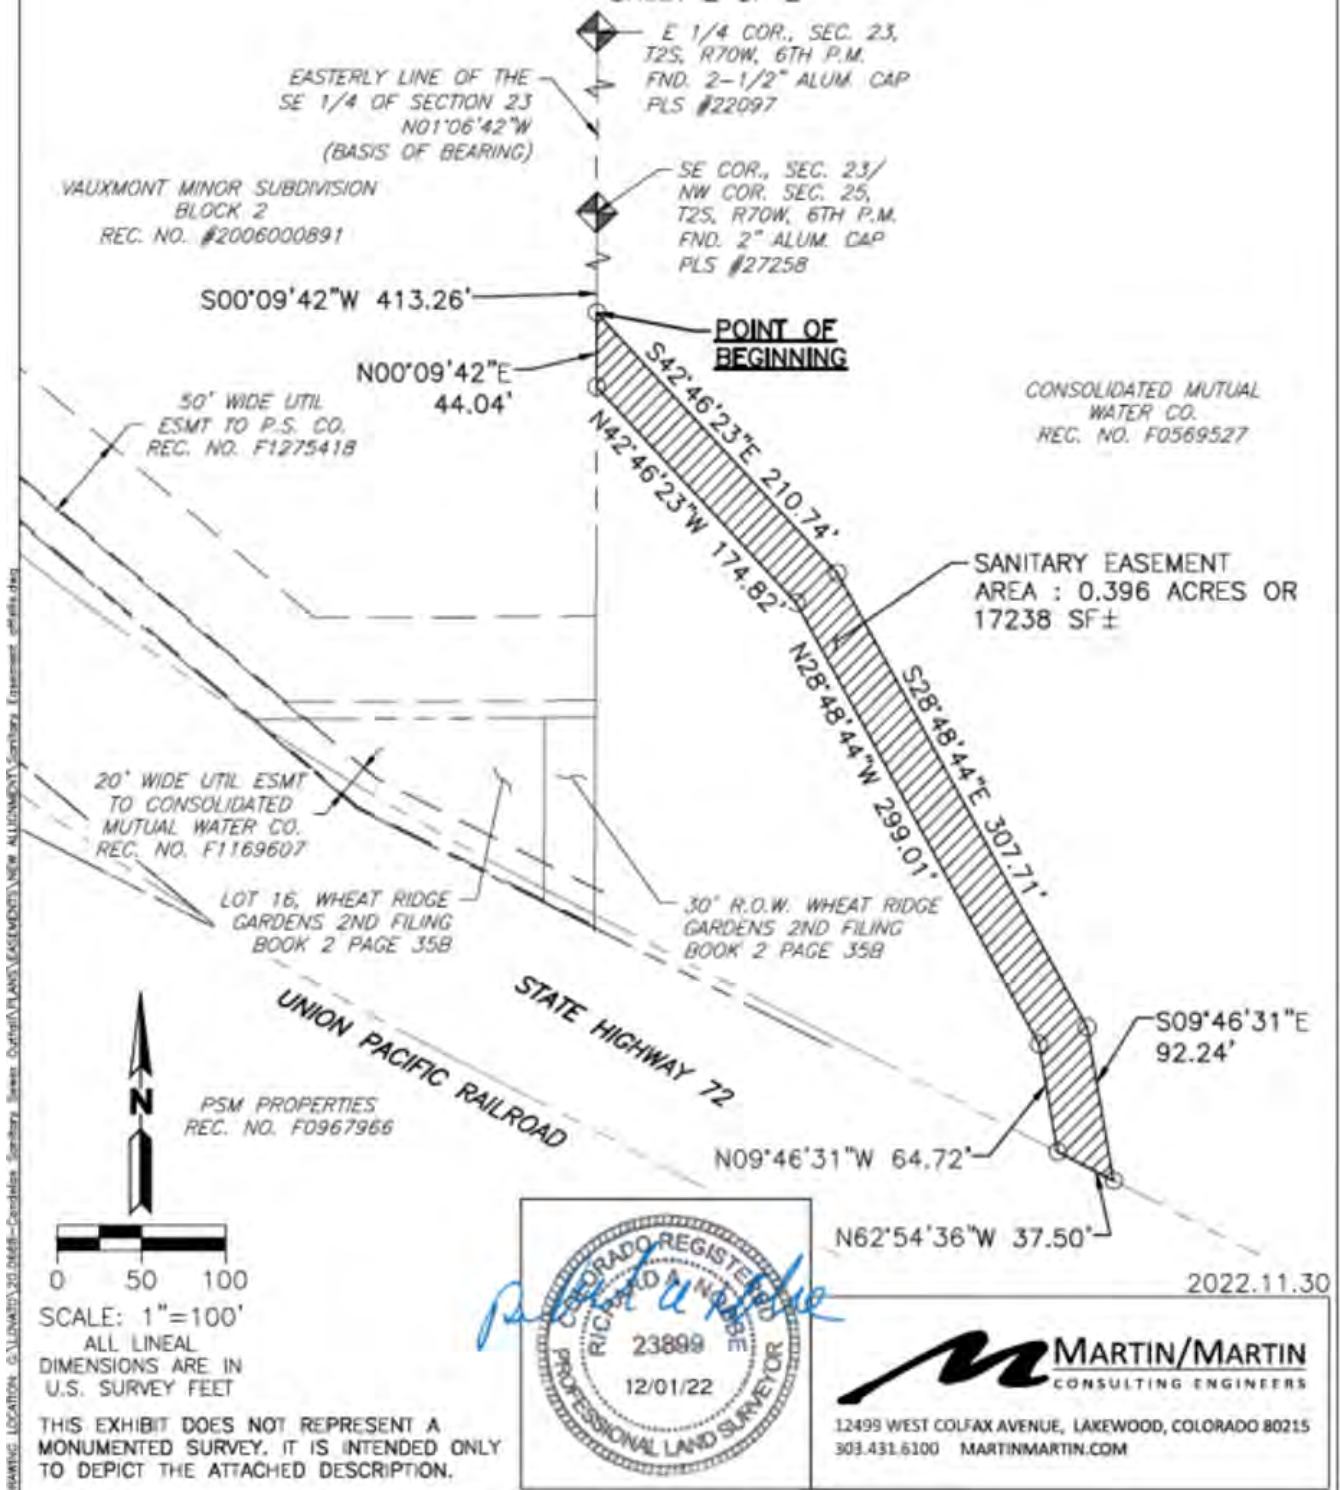 E 1/4 COR., SEC. 23,
T2S, R70W, 6TH P.M.
FND. 2-1/2" ALUM. CAP
PLS #22097
EASTERLY LINE OF THE
SE 1/4 OF SECTION 23
N01°06'42"W
(BASIS OF BEARING)
SE COR., SEC. 23/
NW COR. SEC. 25,
T2S, R70W, 6TH P.M.
FND. 2" ALUM. CAP
PLS #27258
VAUXMONT MINOR SUBDIVISION
BLOCK 2
REC. NO. #2006000891
S00°09'42"W 413.26'
POINT OF
BEGINNING
N00°09'42"E
44.04'
S42°46'23"E 210.74'
N42°46'23"W 174.82'
50' WIDE UTIL
ESMT TO P.S. CO.
REC. NO. F1275418
CONSOLIDATED MUTUAL
WATER CO.
REC. NO. F0569527
SANITARY EASEMENT
AREA : 0.396 ACRES OR
17238 SF±
S28°48'44"E 307.71'
N28°48'44"W 299.01'
20' WIDE UTIL ESMT
TO CONSOLIDATED
MUTUAL WATER CO.
REC. NO. F1169607
LOT 16, WHEAT RIDGE
GARDENS 2ND FILING
BOOK 2 PAGE 35B
30' R.O.W. WHEAT RIDGE
GARDENS 2ND FILING
BOOK 2 PAGE 35B
STATE HIGHWAY 72
UNION PACIFIC RAILROAD
S09°46'31"E
92.24'
N09°46'31"W 64.72'
N62°54'36"W 37.50'
N
PSM PROPERTIES
REC. NO. F0967966
0 50 100
SCALE: 1"=100'
ALL LINEAL
DIMENSIONS ARE IN
U.S. SURVEY FEET
THIS EXHIBIT DOES NOT REPRESENT A
MONUMENTED SURVEY. IT IS INTENDED ONLY
TO DEPICT THE ATTACHED DESCRIPTION.
COLORADO REGISTERED
RICHARD A.
23899
12/01/22
PROFESSIONAL LAND SURVEYOR
2022.11.30
MARTIN/MARTIN
CONSULTING ENGINEERS
12499 WEST COLFAX AVENUE, LAKEWOOD, COLORADO 80215
303.431.6100 MARTINMARTIN.COM